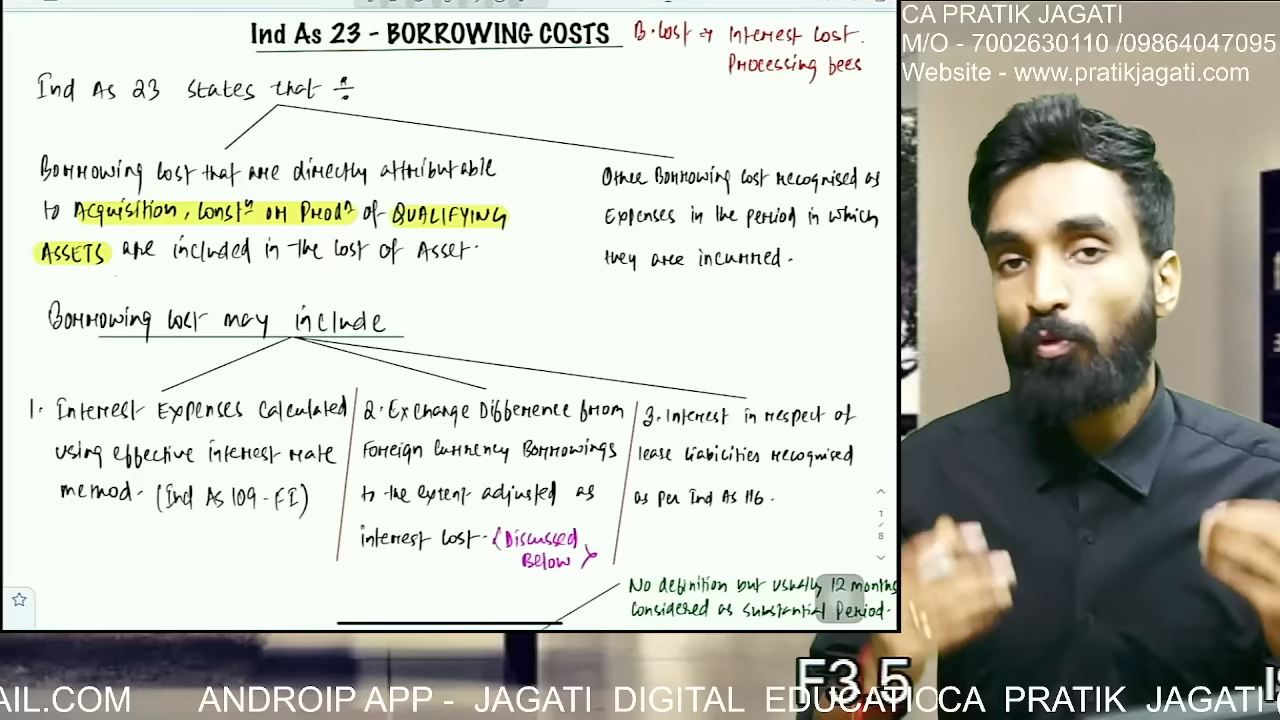 Ind As 23 - BORROWING COSTS
B.Cost → Interest Cost.
Processing bees
CA PRATIK JAGATI
M/O - 7002630110 /09864047095
Website - www.pratikjagati.com
Ind As 23 states that ÷
Borrowing Cost that are directly attributable
to Acquisition, Constⁿ or Prodⁿ of QUALIFYING
ASSETS are included in the Cost of Asset.
Other Borrowing Cost recognised as
Expenses in the period in which
they are incurred.
Borrowing Cost may include
1. Interest Expenses Calculated
using effective interest rate
method. (Ind As 109-FI)
2. Exchange Difference from
Foreign Currency Borrowings
to the extent adjusted as
interest Cost. (Discussed
Below)
3. Interest in respect of
lease liabilities recognised
as per Ind As 116.
1/8
No definition but usually 12 months
Considered as substantial Period.
F3 5
AIL.COM ANDROIP APP - JAGATI DIGITAL EDUCATIOCA PRATIK JAGATI